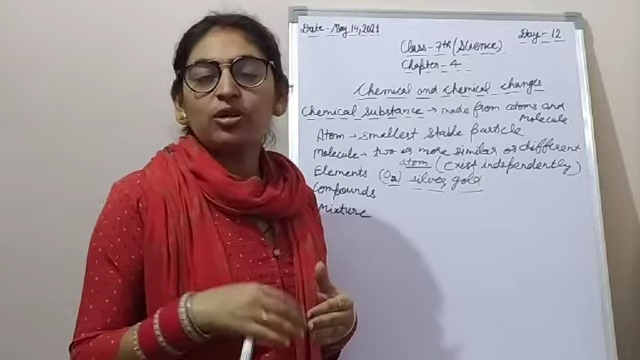 Date - May 14, 2021
Day - 12
Class - 7th (Science)
Chapter - 4
Chemical and chemical changes
Chemical substance → made from atoms and
Molecule
Atom → smallest stable particle
Molecule → two or more similar or different
atom (exist independently)
Elements (O2) silver, gold
Compounds
Mixture